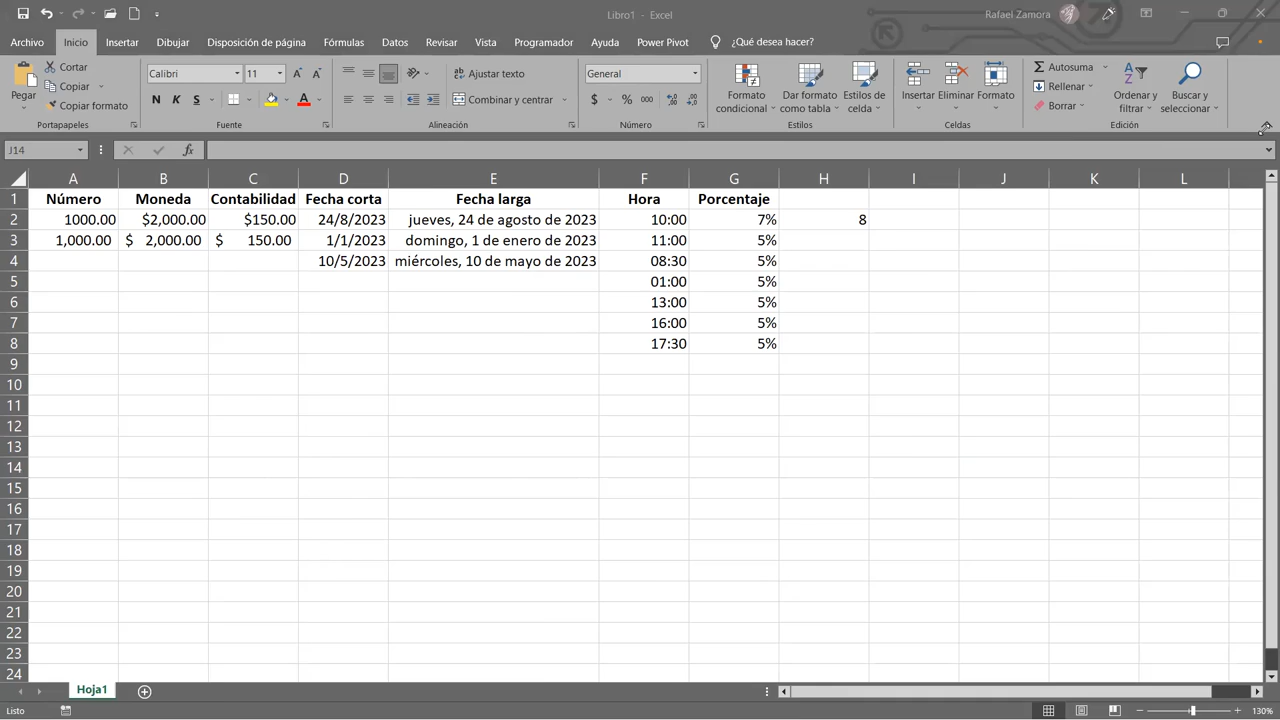 Libro1 - Excel
Rafael Zamora
Archivo Inicio Insertar Dibujar Disposición de página Fórmulas Datos Revisar Vista Programador Ayuda Power Pivot ¿Qué desea hacer?
Pegar
Cortar
Copiar
Copiar formato
Portapapeles
Calibri 11
N K S
Fuente
Ajustar texto
Combinar y centrar
Alineación
General
$ % 000
Número
Formato condicional
Dar formato como tabla
Estilos de celda
Estilos
Insertar Eliminar Formato
Celdas
Autosuma
Rellenar
Borrar
Ordenar y filtrar
Buscar y seleccionar
Edición
J14 fx
A B C D E F G H I J K L
1 Número Moneda Contabilidad Fecha corta Fecha larga Hora Porcentaje
2 1000.00 $2,000.00 $150.00 24/8/2023 jueves, 24 de agosto de 2023 10:00 7% 8
3 1,000.00 $ 2,000.00 $ 150.00 1/1/2023 domingo, 1 de enero de 2023 11:00 5%
4 10/5/2023 miércoles, 10 de mayo de 2023 08:30 5%
5 01:00 5%
6 13:00 5%
7 16:00 5%
8 17:30 5%
9
10
11
12
13
14
15
16
17
18
19
20
21
22
23
24
Hoja1
Listo
130%